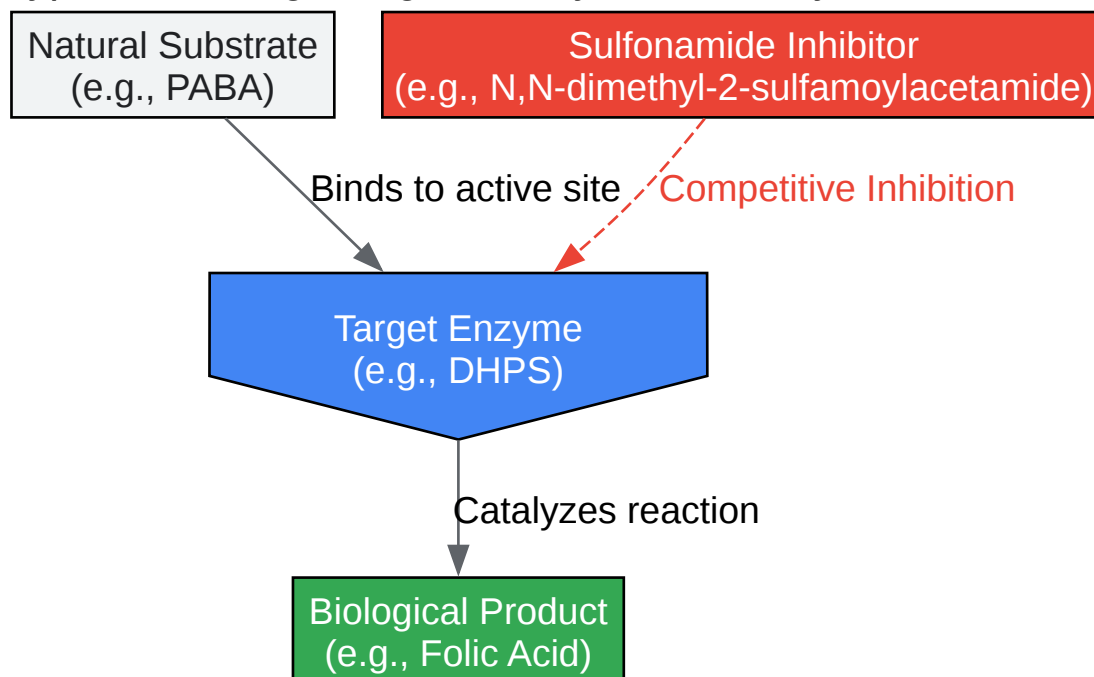 Natural Substrate
(e.g., PABA)
Sulfonamide Inhibitor
(e.g., N,N-dimethyl-2-sulfamoylacetamide)
Binds to active site
Competitive Inhibition
Target Enzyme
(e.g., DHPS)
Catalyzes reaction
Biological Product
(e.g., Folic Acid)